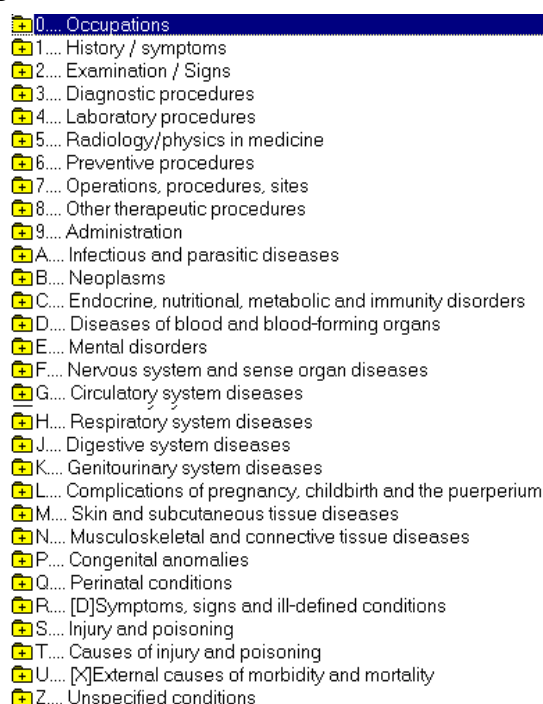 0.... Occupations
1.... History / symptoms
2.... Examination / Signs
3.... Diagnostic procedures
4.... Laboratory procedures
5.... Radiology/physics in medicine
6.... Preventive procedures
7.... Operations, procedures, sites
8.... Other therapeutic procedures
9.... Administration
A.... Infectious and parasitic diseases
B.... Neoplasms
C.... Endocrine, nutritional, metabolic and immunity disorders
D.... Diseases of blood and blood-forming organs
E.... Mental disorders
F.... Nervous system and sense organ diseases
G.... Circulatory system diseases
H.... Respiratory system diseases
J.... Digestive system diseases
K.... Genitourinary system diseases
L.... Complications of pregnancy, childbirth and the puerperium
M.... Skin and subcutaneous tissue diseases
N.... Musculoskeletal and connective tissue diseases
P.... Congenital anomalies
Q.... Perinatal conditions
R.... [D]Symptoms, signs and ill-defined conditions
S.... Injury and poisoning
T.... Causes of injury and poisoning
U.... [X]External causes of morbidity and mortality
Z.... Unspecified conditions